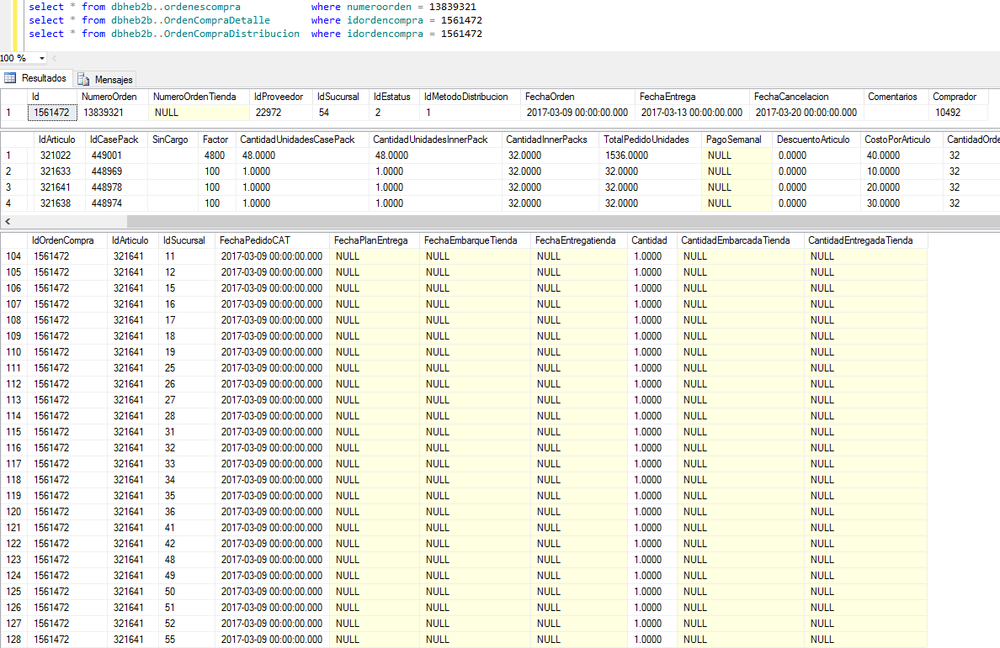 select * from dbheb2b..ordenescompra where numeroorden = 13839321
select * from dbheb2b..OrdenCompraDetalle where idordencompra = 1561472
select * from dbheb2b..OrdenCompraDistribucion where idordencompra = 1561472
100 %
Resultados Mensajes
Id NumeroOrden NumeroOrdenTienda IdProveedor IdSucursal IdEstatus IdMetodoDistribucion FechaOrden FechaEntrega FechaCancelacion Comentarios Comprador
1 1561472 13839321 NULL 22972 54 2 1 2017-03-09 00:00:00.000 2017-03-13 00:00:00.000 2017-03-20 00:00:00.000 10492
IdArticulo IdCasePack SinCargo Factor CantidadUnidadesCasePack CantidadUnidadesInnerPack CantidadInnerPacks TotalPedidoUnidades PagoSemanal DescuentoArticulo CostoPorArticulo CantidadOrde
1 321022 449001 4800 48.0000 48.0000 32.0000 1536.0000 NULL 0.0000 40.0000 32
2 321633 448969 100 1.0000 1.0000 32.0000 32.0000 NULL 0.0000 10.0000 32
3 321641 448978 100 1.0000 1.0000 32.0000 32.0000 NULL 0.0000 20.0000 32
4 321638 448974 100 1.0000 1.0000 32.0000 32.0000 NULL 0.0000 30.0000 32
IdOrdenCompra IdArticulo IdSucursal FechaPedidoCAT FechaPlanEntrega FechaEmbarqueTienda FechaEntregatienda Cantidad CantidadEmbarcadaTienda CantidadEntregadaTienda
104 1561472 321641 11 2017-03-09 00:00:00.000 NULL NULL NULL 1.0000 NULL NULL
105 1561472 321641 12 2017-03-09 00:00:00.000 NULL NULL NULL 1.0000 NULL NULL
106 1561472 321641 15 2017-03-09 00:00:00.000 NULL NULL NULL 1.0000 NULL NULL
107 1561472 321641 16 2017-03-09 00:00:00.000 NULL NULL NULL 1.0000 NULL NULL
108 1561472 321641 17 2017-03-09 00:00:00.000 NULL NULL NULL 1.0000 NULL NULL
109 1561472 321641 18 2017-03-09 00:00:00.000 NULL NULL NULL 1.0000 NULL NULL
110 1561472 321641 19 2017-03-09 00:00:00.000 NULL NULL NULL 1.0000 NULL NULL
111 1561472 321641 25 2017-03-09 00:00:00.000 NULL NULL NULL 1.0000 NULL NULL
112 1561472 321641 26 2017-03-09 00:00:00.000 NULL NULL NULL 1.0000 NULL NULL
113 1561472 321641 27 2017-03-09 00:00:00.000 NULL NULL NULL 1.0000 NULL NULL
114 1561472 321641 28 2017-03-09 00:00:00.000 NULL NULL NULL 1.0000 NULL NULL
115 1561472 321641 31 2017-03-09 00:00:00.000 NULL NULL NULL 1.0000 NULL NULL
116 1561472 321641 32 2017-03-09 00:00:00.000 NULL NULL NULL 1.0000 NULL NULL
117 1561472 321641 33 2017-03-09 00:00:00.000 NULL NULL NULL 1.0000 NULL NULL
118 1561472 321641 34 2017-03-09 00:00:00.000 NULL NULL NULL 1.0000 NULL NULL
119 1561472 321641 35 2017-03-09 00:00:00.000 NULL NULL NULL 1.0000 NULL NULL
120 1561472 321641 36 2017-03-09 00:00:00.000 NULL NULL NULL 1.0000 NULL NULL
121 1561472 321641 41 2017-03-09 00:00:00.000 NULL NULL NULL 1.0000 NULL NULL
122 1561472 321641 42 2017-03-09 00:00:00.000 NULL NULL NULL 1.0000 NULL NULL
123 1561472 321641 48 2017-03-09 00:00:00.000 NULL NULL NULL 1.0000 NULL NULL
124 1561472 321641 49 2017-03-09 00:00:00.000 NULL NULL NULL 1.0000 NULL NULL
125 1561472 321641 50 2017-03-09 00:00:00.000 NULL NULL NULL 1.0000 NULL NULL
126 1561472 321641 51 2017-03-09 00:00:00.000 NULL NULL NULL 1.0000 NULL NULL
127 1561472 321641 52 2017-03-09 00:00:00.000 NULL NULL NULL 1.0000 NULL NULL
128 1561472 321641 55 2017-03-09 00:00:00.000 NULL NULL NULL 1.0000 NULL NULL